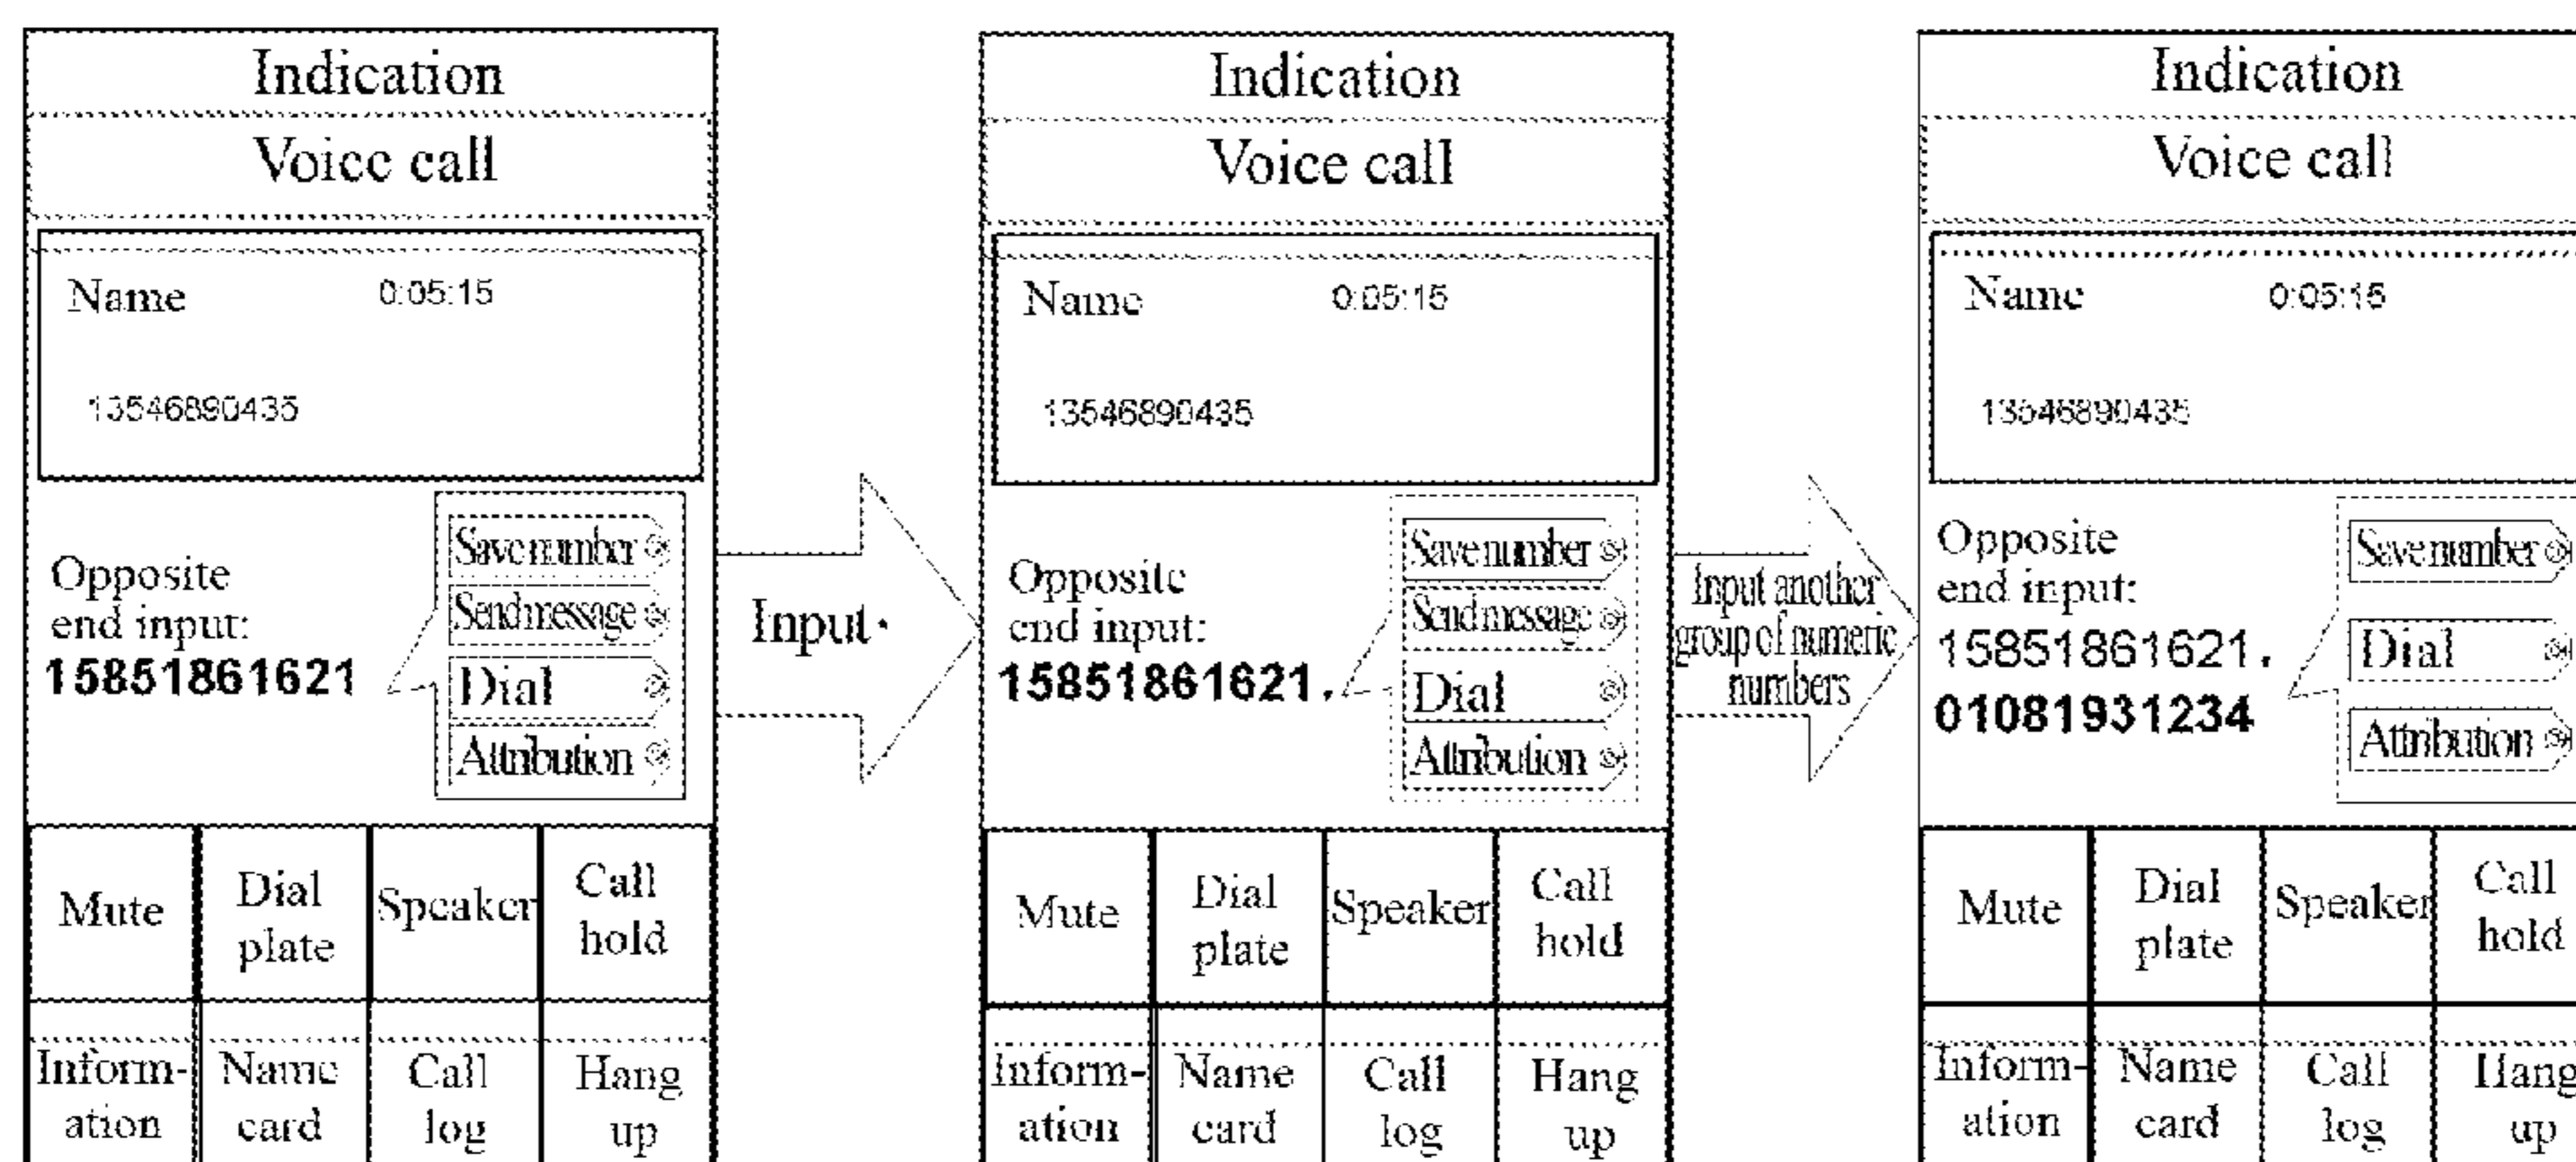 Indication
Voice call
Name 0:05:15
13546890435
Opposite
end input:
15851861621
Save number
Send message
Dial
Attribution
Mute
Dial
plate
Speaker
Call
hold
Inform-
ation
Name
card
Call
log
Hang
up
Input ·
Indication
Voice call
Name 0:05:15
13546890435
Opposite
end input:
15851861621.
Save number
Send message
Dial
Attribution
Mute
Dial
plate
Speaker
Call
hold
Inform-
ation
Name
card
Call
log
Hang
up
Input another
group of numeric
numbers
Indication
Voice call
Name 0:05:15
13546890435
Opposite
end input:
15851861621.
01081931234
Save number
Dial
Attribution
Mute
Dial
plate
Speaker
Call
hold
Inform-
ation
Name
card
Call
log
Hang
up